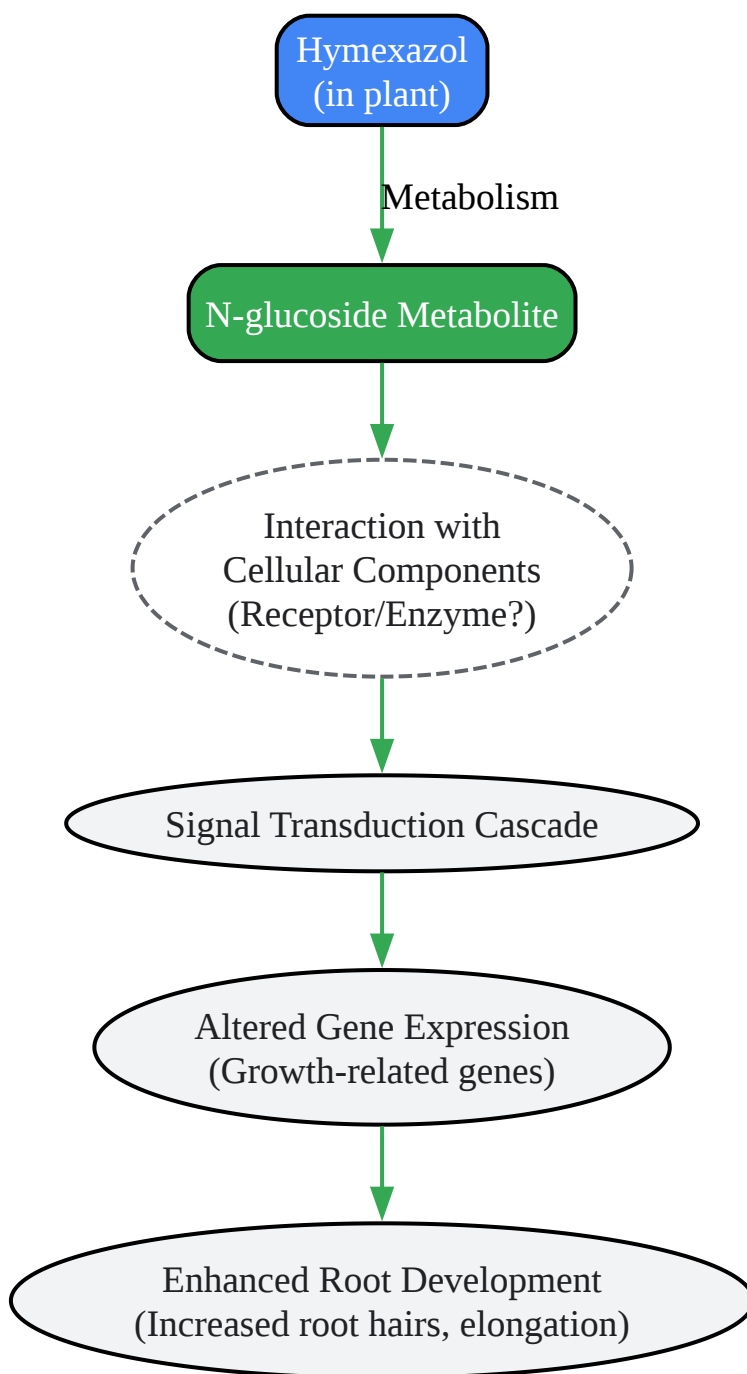 Hymexazol
(in plant)
Metabolism
N-glucoside Metabolite
Interaction with
Cellular Components
(Receptor/Enzyme?)
Signal Transduction Cascade
Altered Gene Expression
(Growth-related genes)
Enhanced Root Development
(Increased root hairs, elongation)